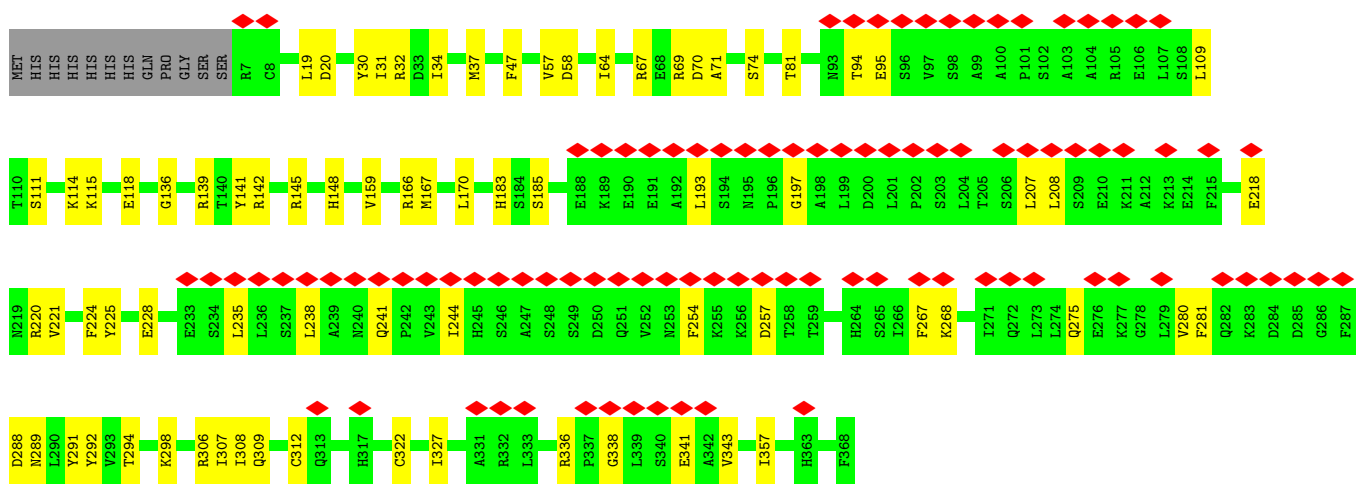 MET HIS HIS HIS HIS HIS HIS GLN PRO GLY SER SER R7 C8 L19 D20 Y30 I31 R32 D33 I34 M37 F47 V57 D58 I64 R67 E68 R69 D70 A71 S74 T81 N93 T94 E95 S96 V97 S98 A99 A100 P101 S102 A103 A104 R105 E106 L107 S108 L109
T110 S111 K114 K115 E118 G136 R139 T140 Y141 R142 R145 H148 V159 R166 M167 L170 H183 S184 S185 E188 K189 E190 E191 A192 L193 S194 N195 P196 G197 A198 L199 D200 L201 P202 S203 L204 T205 S206 L207 L208 S209 E210 K211 A212 K213 E214 F215 E218
N219 R220 V221 F224 Y225 E228 E233 S234 L235 L236 S237 L238 A239 N240 Q241 P242 V243 I244 H245 S246 A247 S248 S249 D250 Q251 V252 N253 F254 K255 K256 D257 T258 T259 H264 S265 I266 F267 K268 I271 Q272 L273 L274 Q275 E276 K277 G278 L279 V280 F281 Q282 K283 D284 D285 G286 F287
D288 N289 L290 Y291 Y292 V293 T294 K298 R306 I307 I308 Q309 C312 Q313 H317 C322 I327 A331 R332 L333 R336 P337 G338 L339 S340 E341 A342 V343 I357 H363 F368